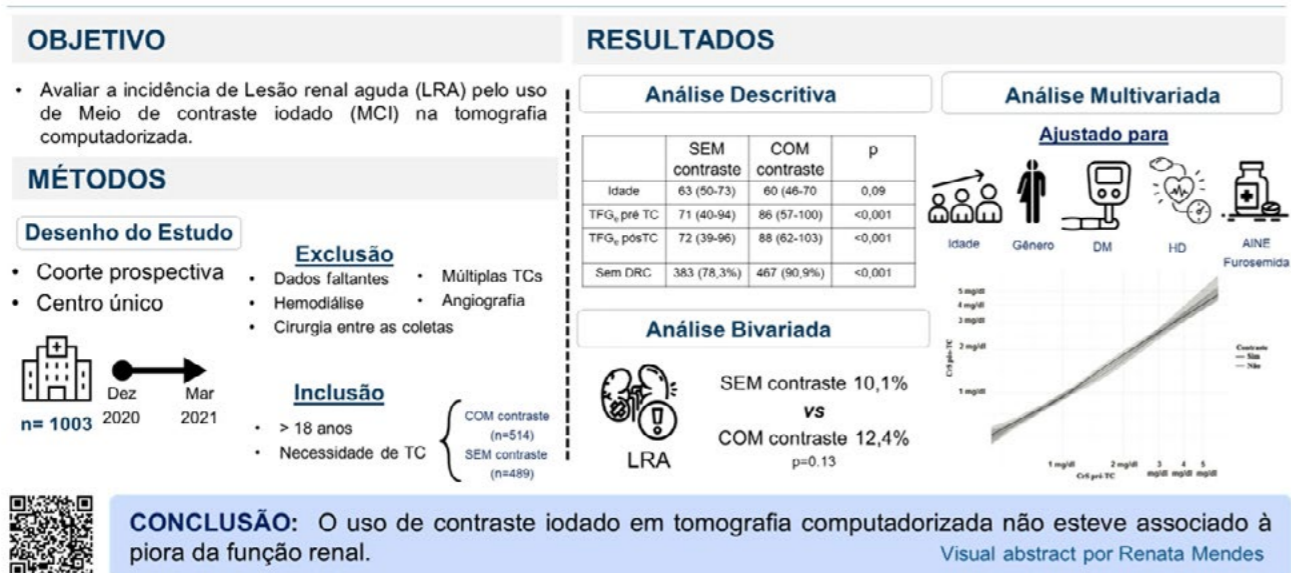 OBJETIVO
• Avaliar a incidência de Lesão renal aguda (LRA) pelo uso
de Meio de contraste iodado (MCI) na tomografia
computadorizada.
MÉTODOS
Desenho do Estudo
• Coorte prospectiva
• Centro único
n= 1003
Dez
2020
Mar
2021
Exclusão
• Dados faltantes
• Hemodiálise
• Cirurgia entre as coletas
• Múltiplas TCs
• Angiografia
Inclusão
• > 18 anos
• Necessidade de TC
COM contraste
(n=514)
SEM contraste
(n=489)
RESULTADOS
Análise Descritiva
SEM contraste COM contraste p
Idade 63 (50-73) 60 (46-70 0,09
TFGe pré TC 71 (40-94) 86 (57-100) <0,001
TFGe pósTC 72 (39-96) 88 (62-103) <0,001
Sem DRC 383 (78,3%) 467 (90,9%) <0,001
Análise Bivariada
LRA
SEM contraste 10,1%
vs
COM contraste 12,4%
p=0.13
Análise Multivariada
Ajustado para
Idade
Gênero
DM
HD
AINE
Furosemida
5 mg/dl
4 mg/dl
3 mg/dl
2 mg/dl
1 mg/dl
CrS pós-TC
Contraste
Sim
Não
1 mg/dl
2 mg/dl
3 mg/dl
4 mg/dl
5 mg/dl
CrS pré-TC
CONCLUSÃO: O uso de contraste iodado em tomografia computadorizada não esteve associado à
piora da função renal.
Visual abstract por Renata Mendes